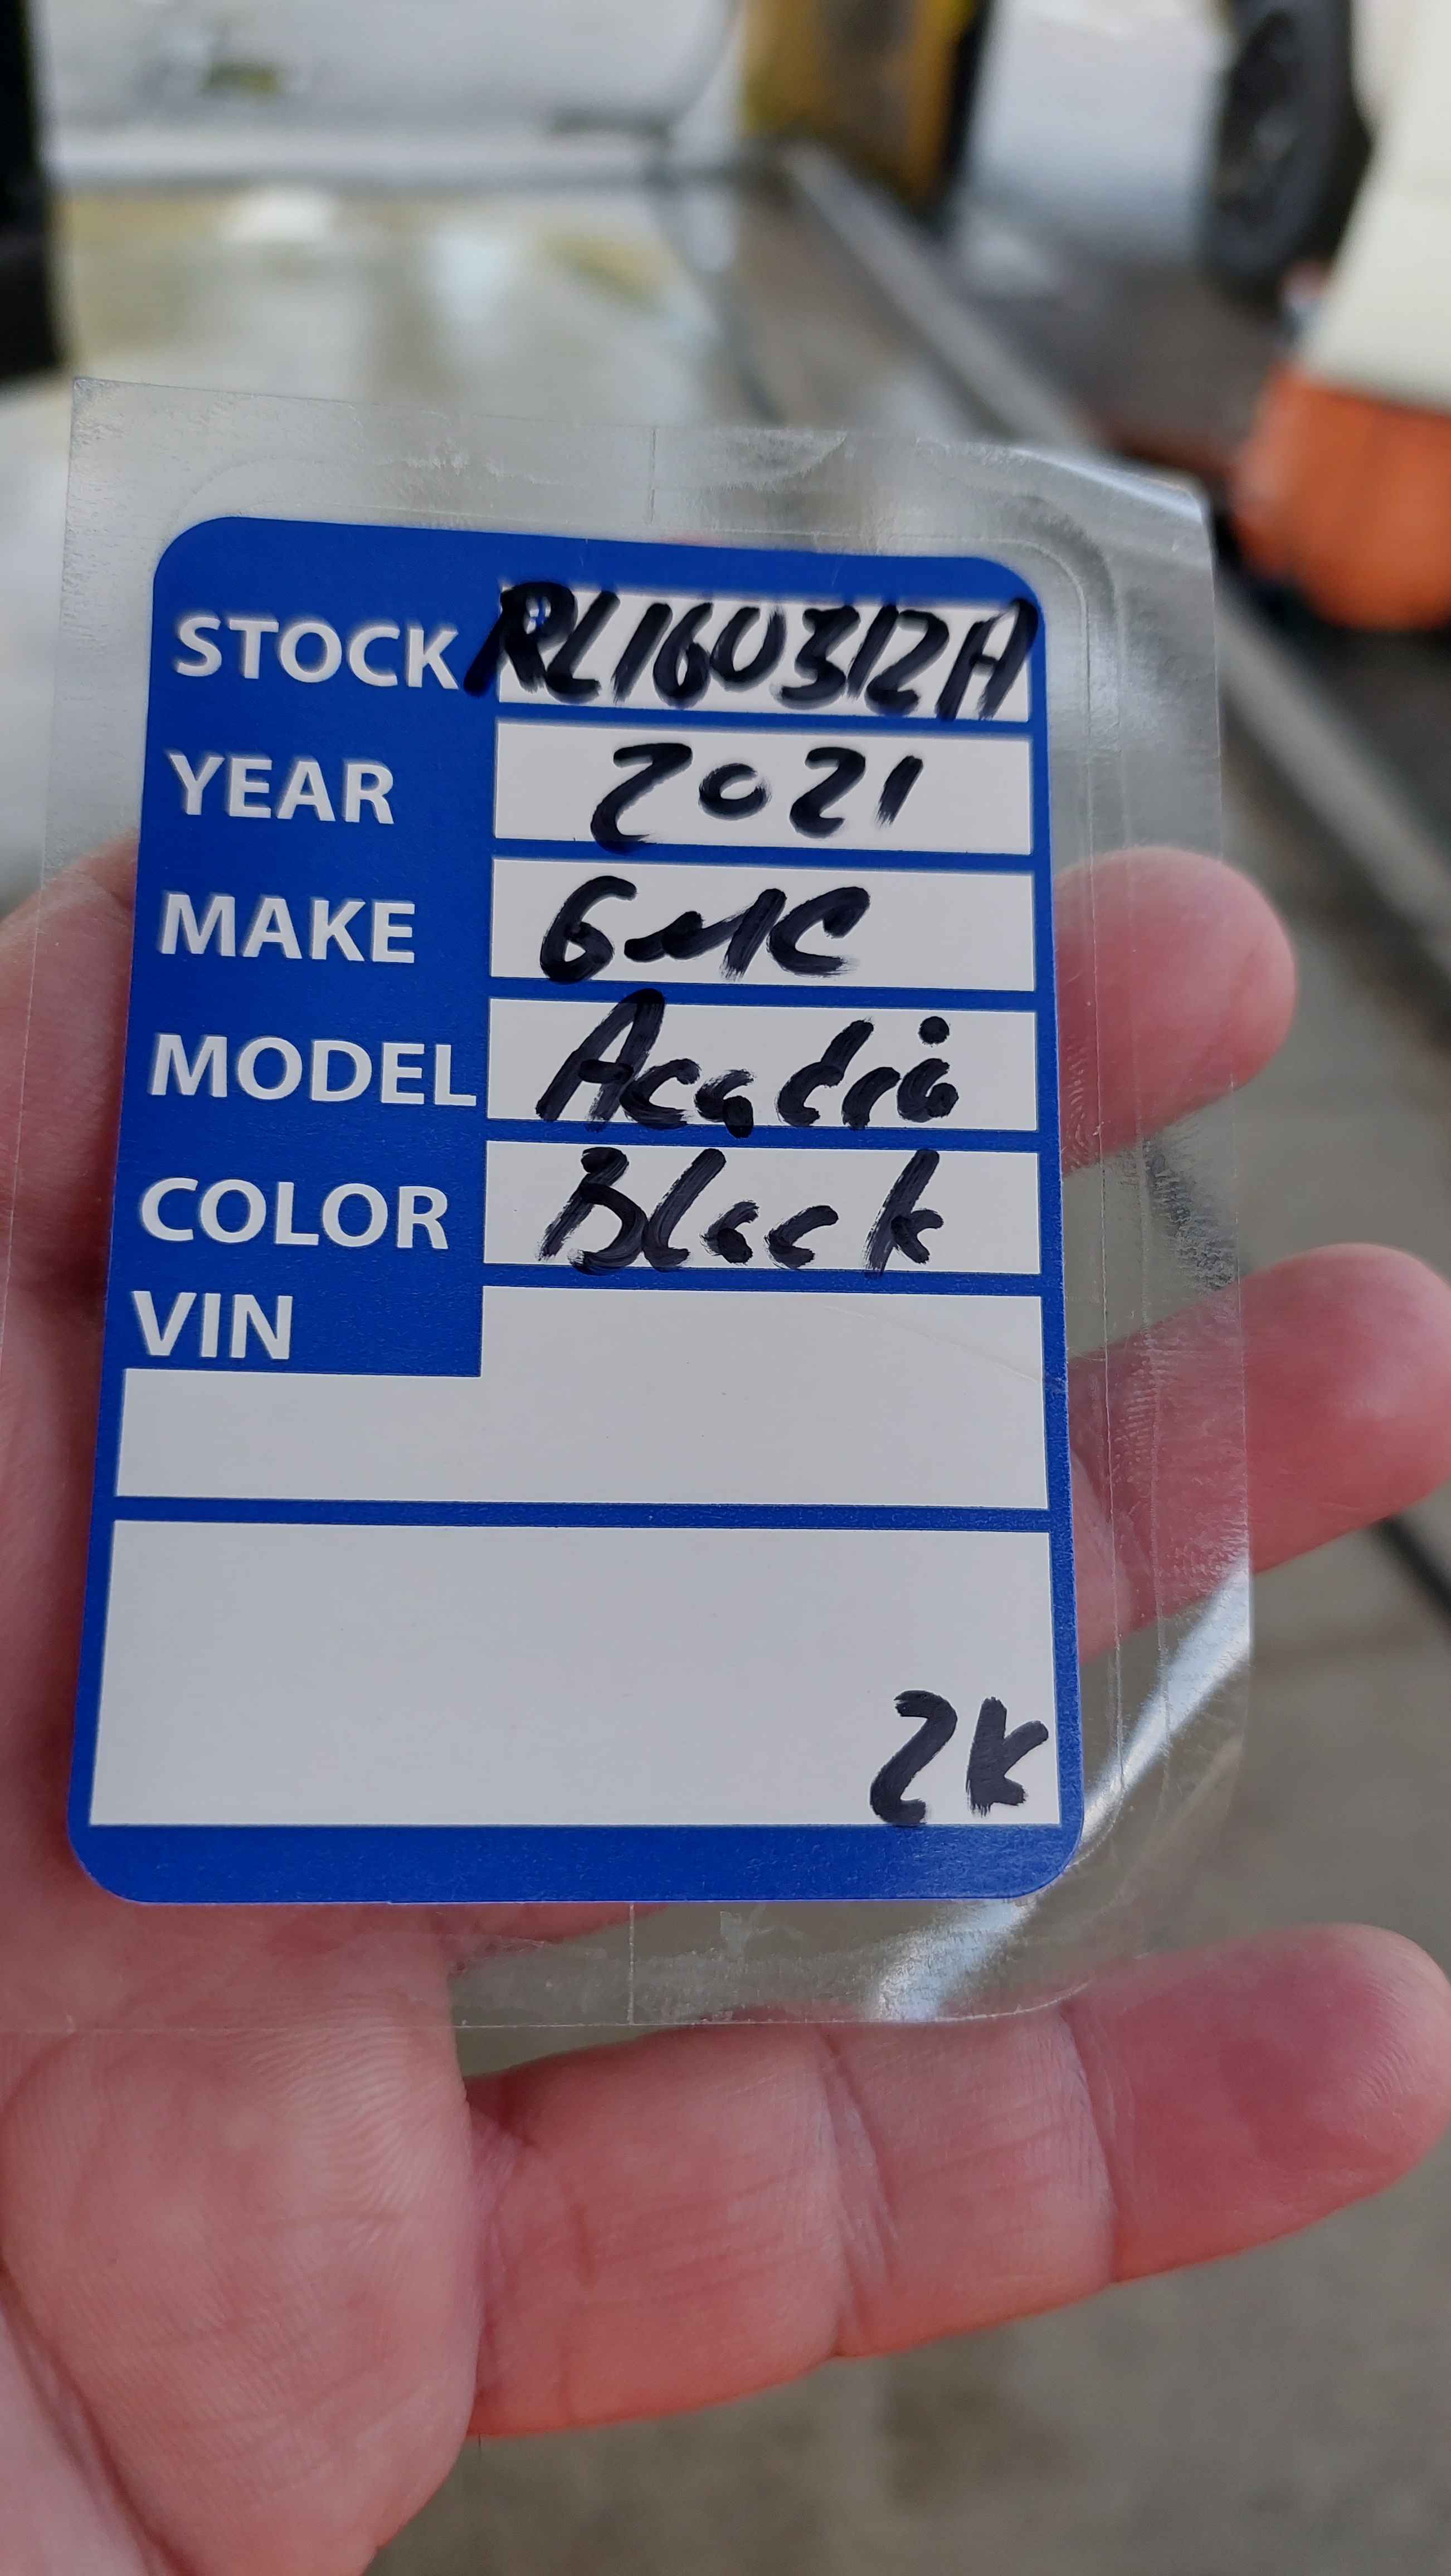 STOCK RL160312A
YEAR 2021
MAKE GMC
MODEL Acadia
COLOR Black
VIN
2K